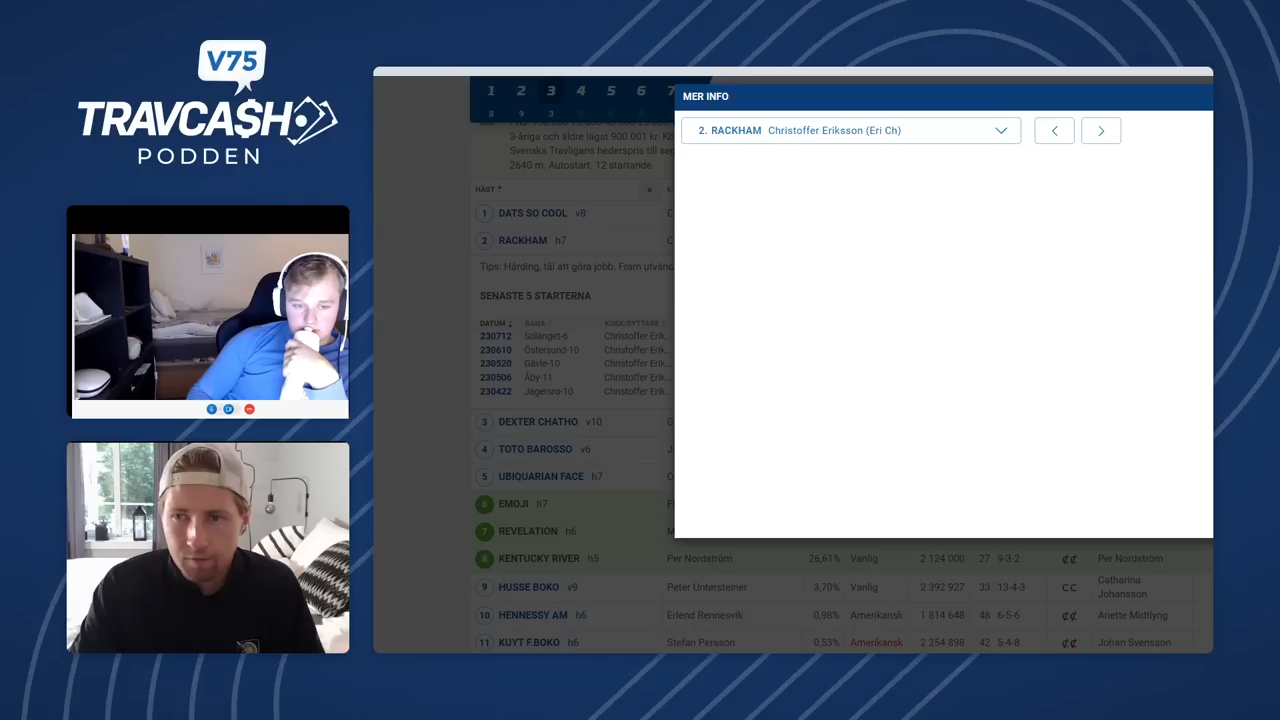 V75
TRAVCA$H
PODDEN
1 2 3 4 5 6 7
8 9 3
3-åriga och äldre lägst 900.001 kr. Kö
Svenska Travligans hederspris till seg
2640 m. Autostart. 12 startande.
HÄST « K
1 DATS SO COOL v8 C
2 RACKHAM h7 C
Tips: Hårding, tål att göra jobb. Fram utvänd
SENASTE 5 STARTERNA
DATUM BANA KUSK/RYTTARE
230712 Solänget-6 Christoffer Erik...
230610 Östersund-10 Christoffer Erik...
230520 Gävle-10 Christoffer Erik...
230506 Åby-11 Christoffer Erik...
230422 Jägersro-10 Christoffer Erik...
3 DEXTER CHATHO v10 G
4 TOTO BAROSSO v6 J
5 UBIQUARIAN FACE h7
6 EMOJI h7
7 REVELATION h6 M
8 KENTUCKY RIVER h5 Per Nordström 26,61% Vanlig 2 124 000 27 9-3-2 ȻȻ Per Nordström
9 HUSSE BOKO v9 Peter Untersteiner 3,70% Vanlig 2 392 927 33 13-4-3 CC Catharina
Johansson
10 HENNESSY AM h6 Erlend Rennesvik 0,98% Amerikansk 1 814 648 48 6-5-6 ȻȻ Anette Midtlyng
11 KUYT F.BOKO h6 Stefan Persson 0,53% Amerikansk 2 254 898 42 5-4-8 ȻȻ Johan Svensson
MER INFO
2. RACKHAM Christoffer Eriksson (Eri Ch)